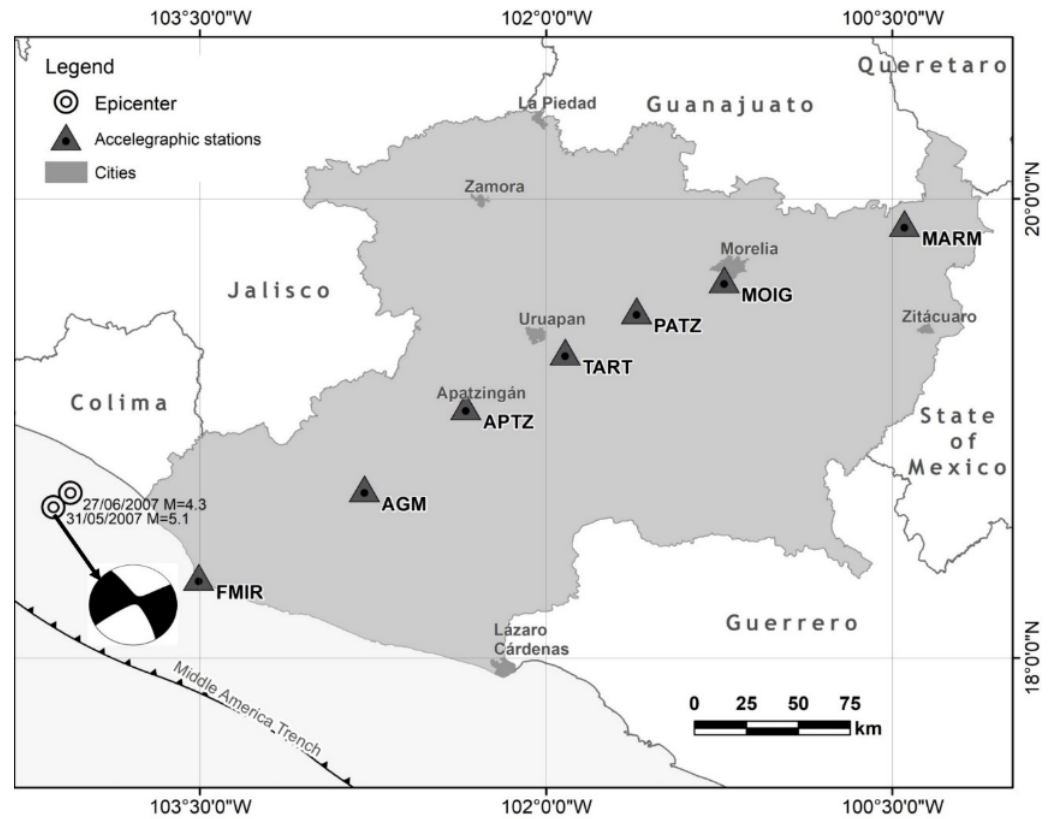 103°30'0"W
102°0'0"W
100°30'0"W
Legend
Epicenter
Accelegraphic stations
Cities
Queretaro
La Piedad
Guanajuato
Zamora
20°0'0"N
MARM
Morelia
Jalisco
MOIG
Uruapan
PATZ
Zitácuaro
TART
Colima
Apatzingán
APTZ
State
of
Mexico
27/06/2007 M=4.3
31/05/2007 M=5.1
AGM
FMIR
Guerrero
Lázaro
Cárdenas
18°0'0"N
Middle America Trench
0 25 50 75
km
103°30'0"W
102°0'0"W
100°30'0"W